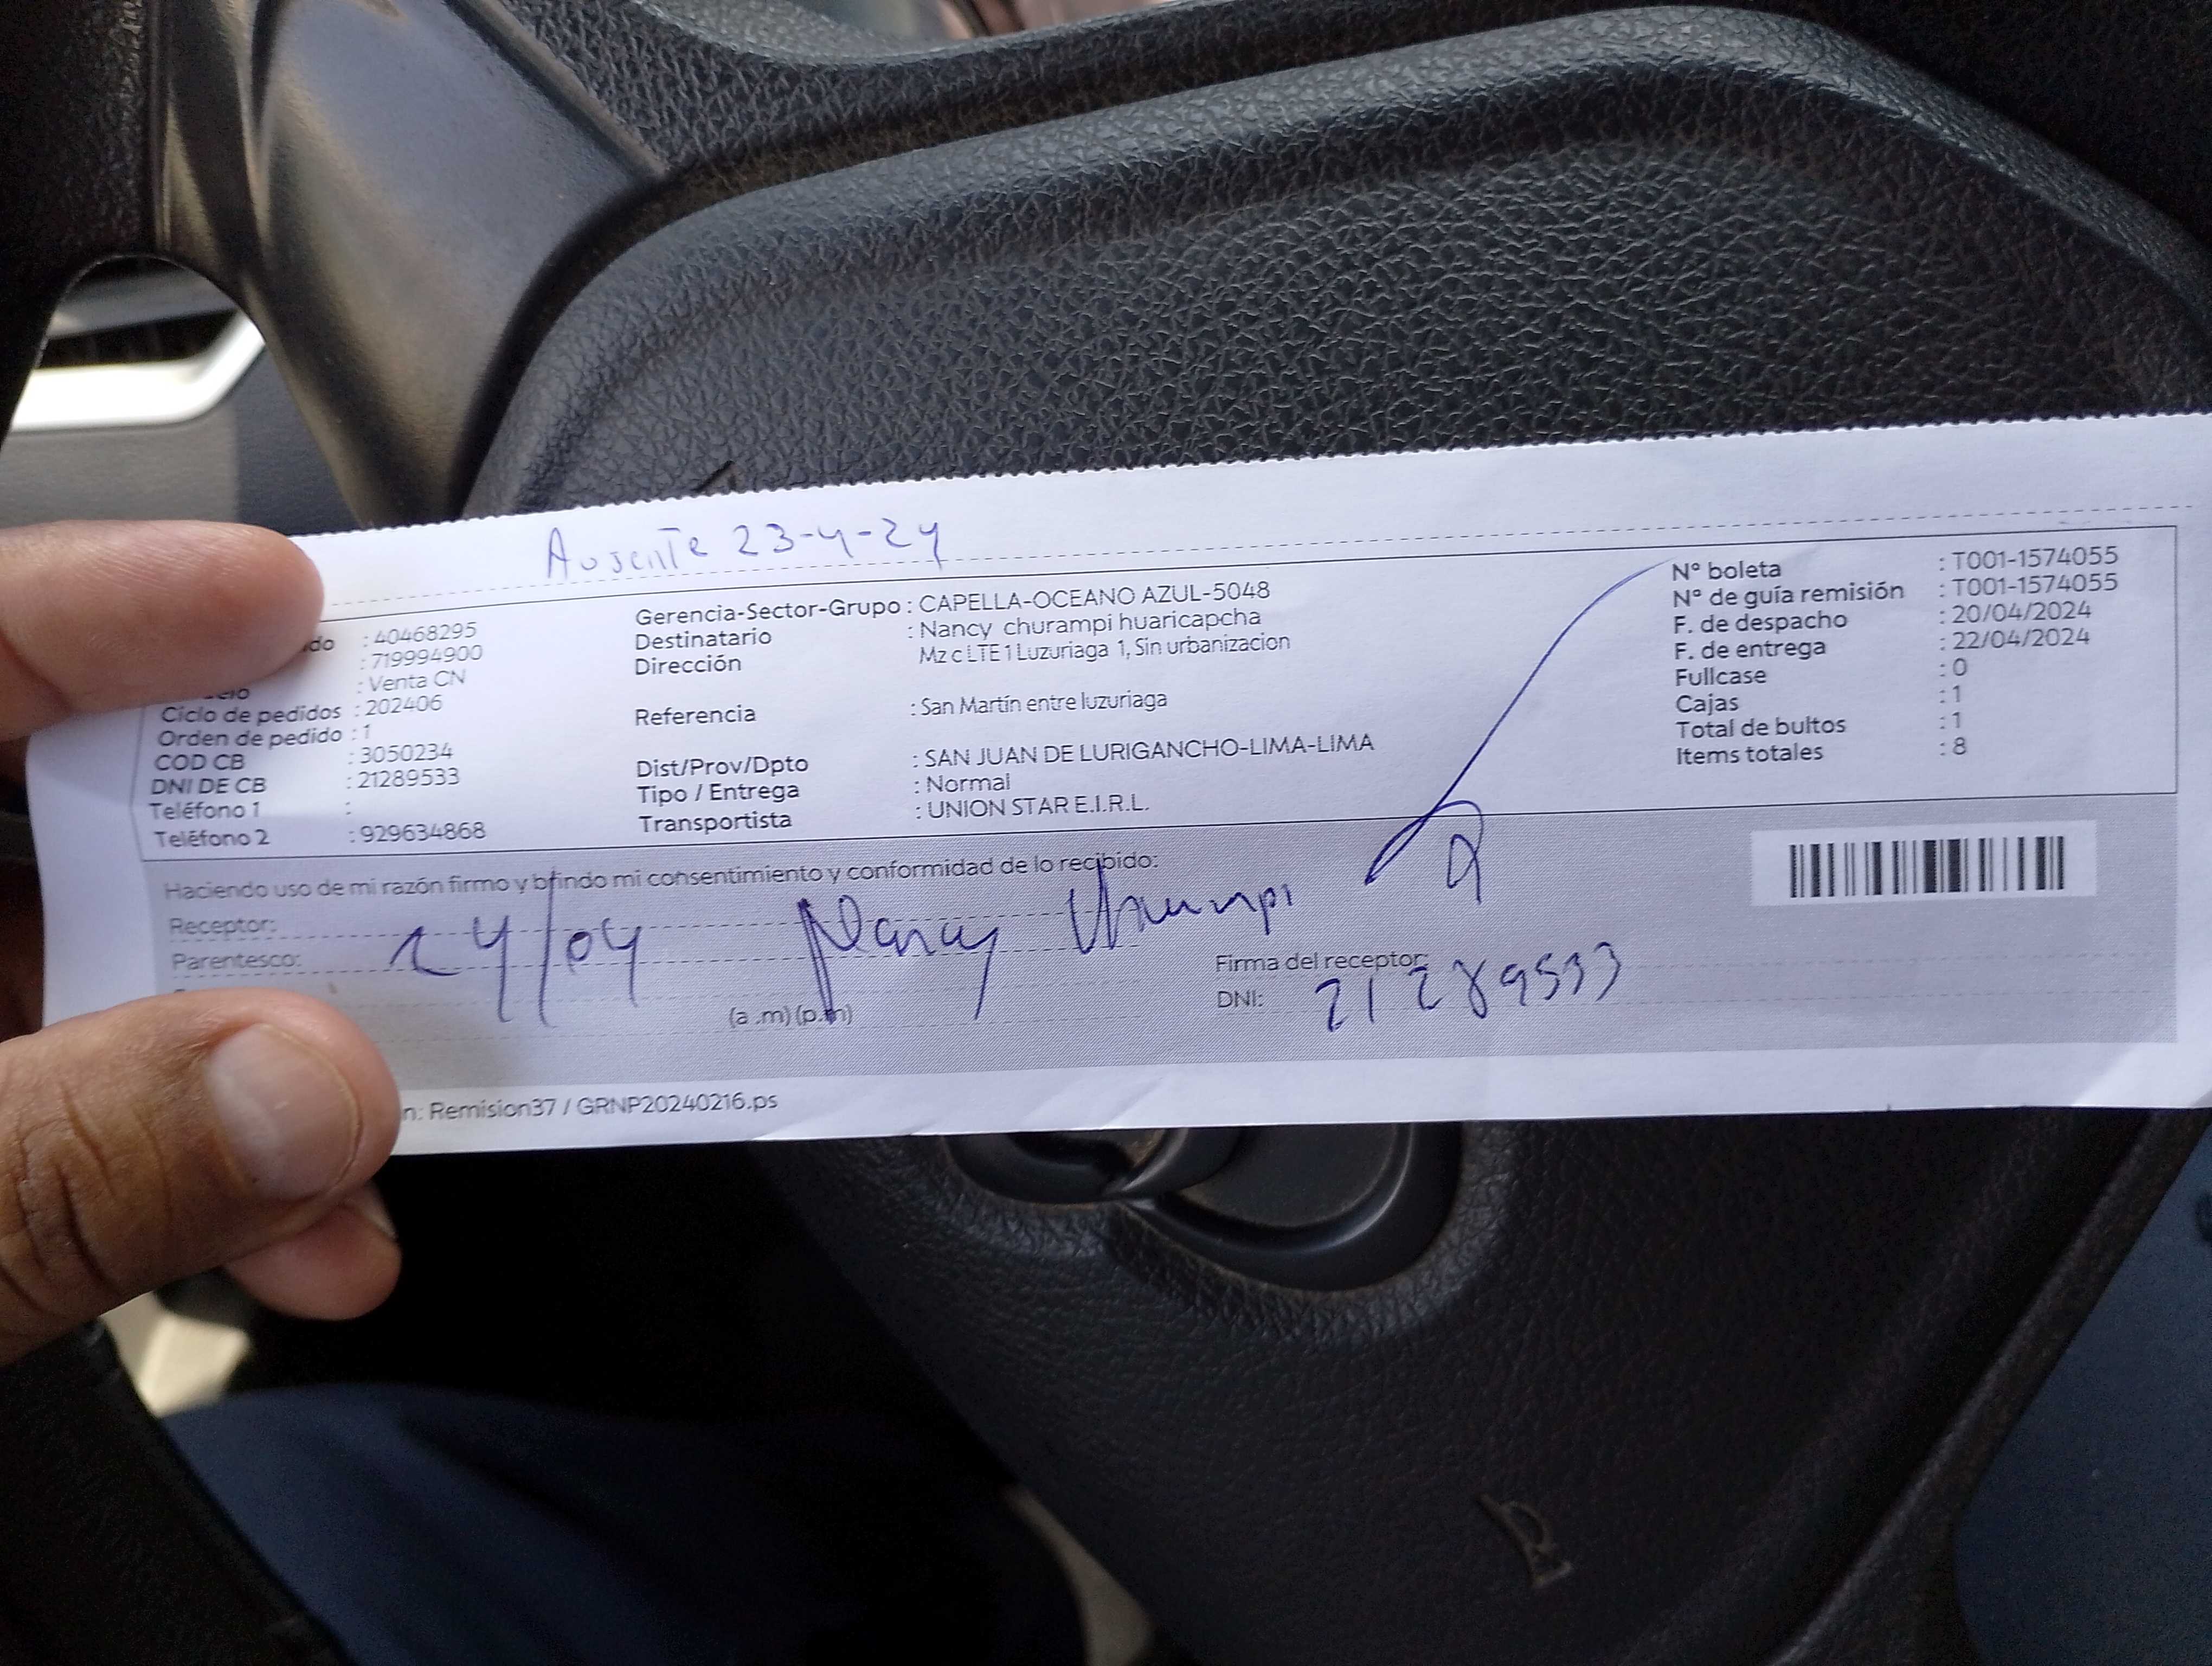 Ausente 23-4-24
: 40468295
: 719994900
: Venta CN
Ciclo de pedidos : 202406
Orden de pedido : 1
COD CB : 3050234
DNI DE CB : 21289533
Teléfono 1 :
Teléfono 2 : 929634868
Gerencia-Sector-Grupo : CAPELLA-OCEANO AZUL-5048
Destinatario : Nancy churampi huaricapcha
Dirección Mz c LTE 1 Luzuriaga 1, Sin urbanizacion
Referencia : San Martín entre luzuriaga
Dist/Prov/Dpto : SAN JUAN DE LURIGANCHO-LIMA-LIMA
Tipo / Entrega : Normal
Transportista : UNION STAR E.I.R.L.
N° boleta : T001-1574055
N° de guía remisión : T001-1574055
F. de despacho : 20/04/2024
F. de entrega : 22/04/2024
Fullcase : 0
Cajas : 1
Total de bultos : 1
Items totales : 8
Haciendo uso de mi razón firmo y brindo mi consentimiento y conformidad de lo recibido:
Receptor:
Parentesco:
24/04 Nancy Churampi
(a .m) (p.m)
Firma del receptor:
DNI: 21289533
n: Remision37 / GRNP20240216.ps